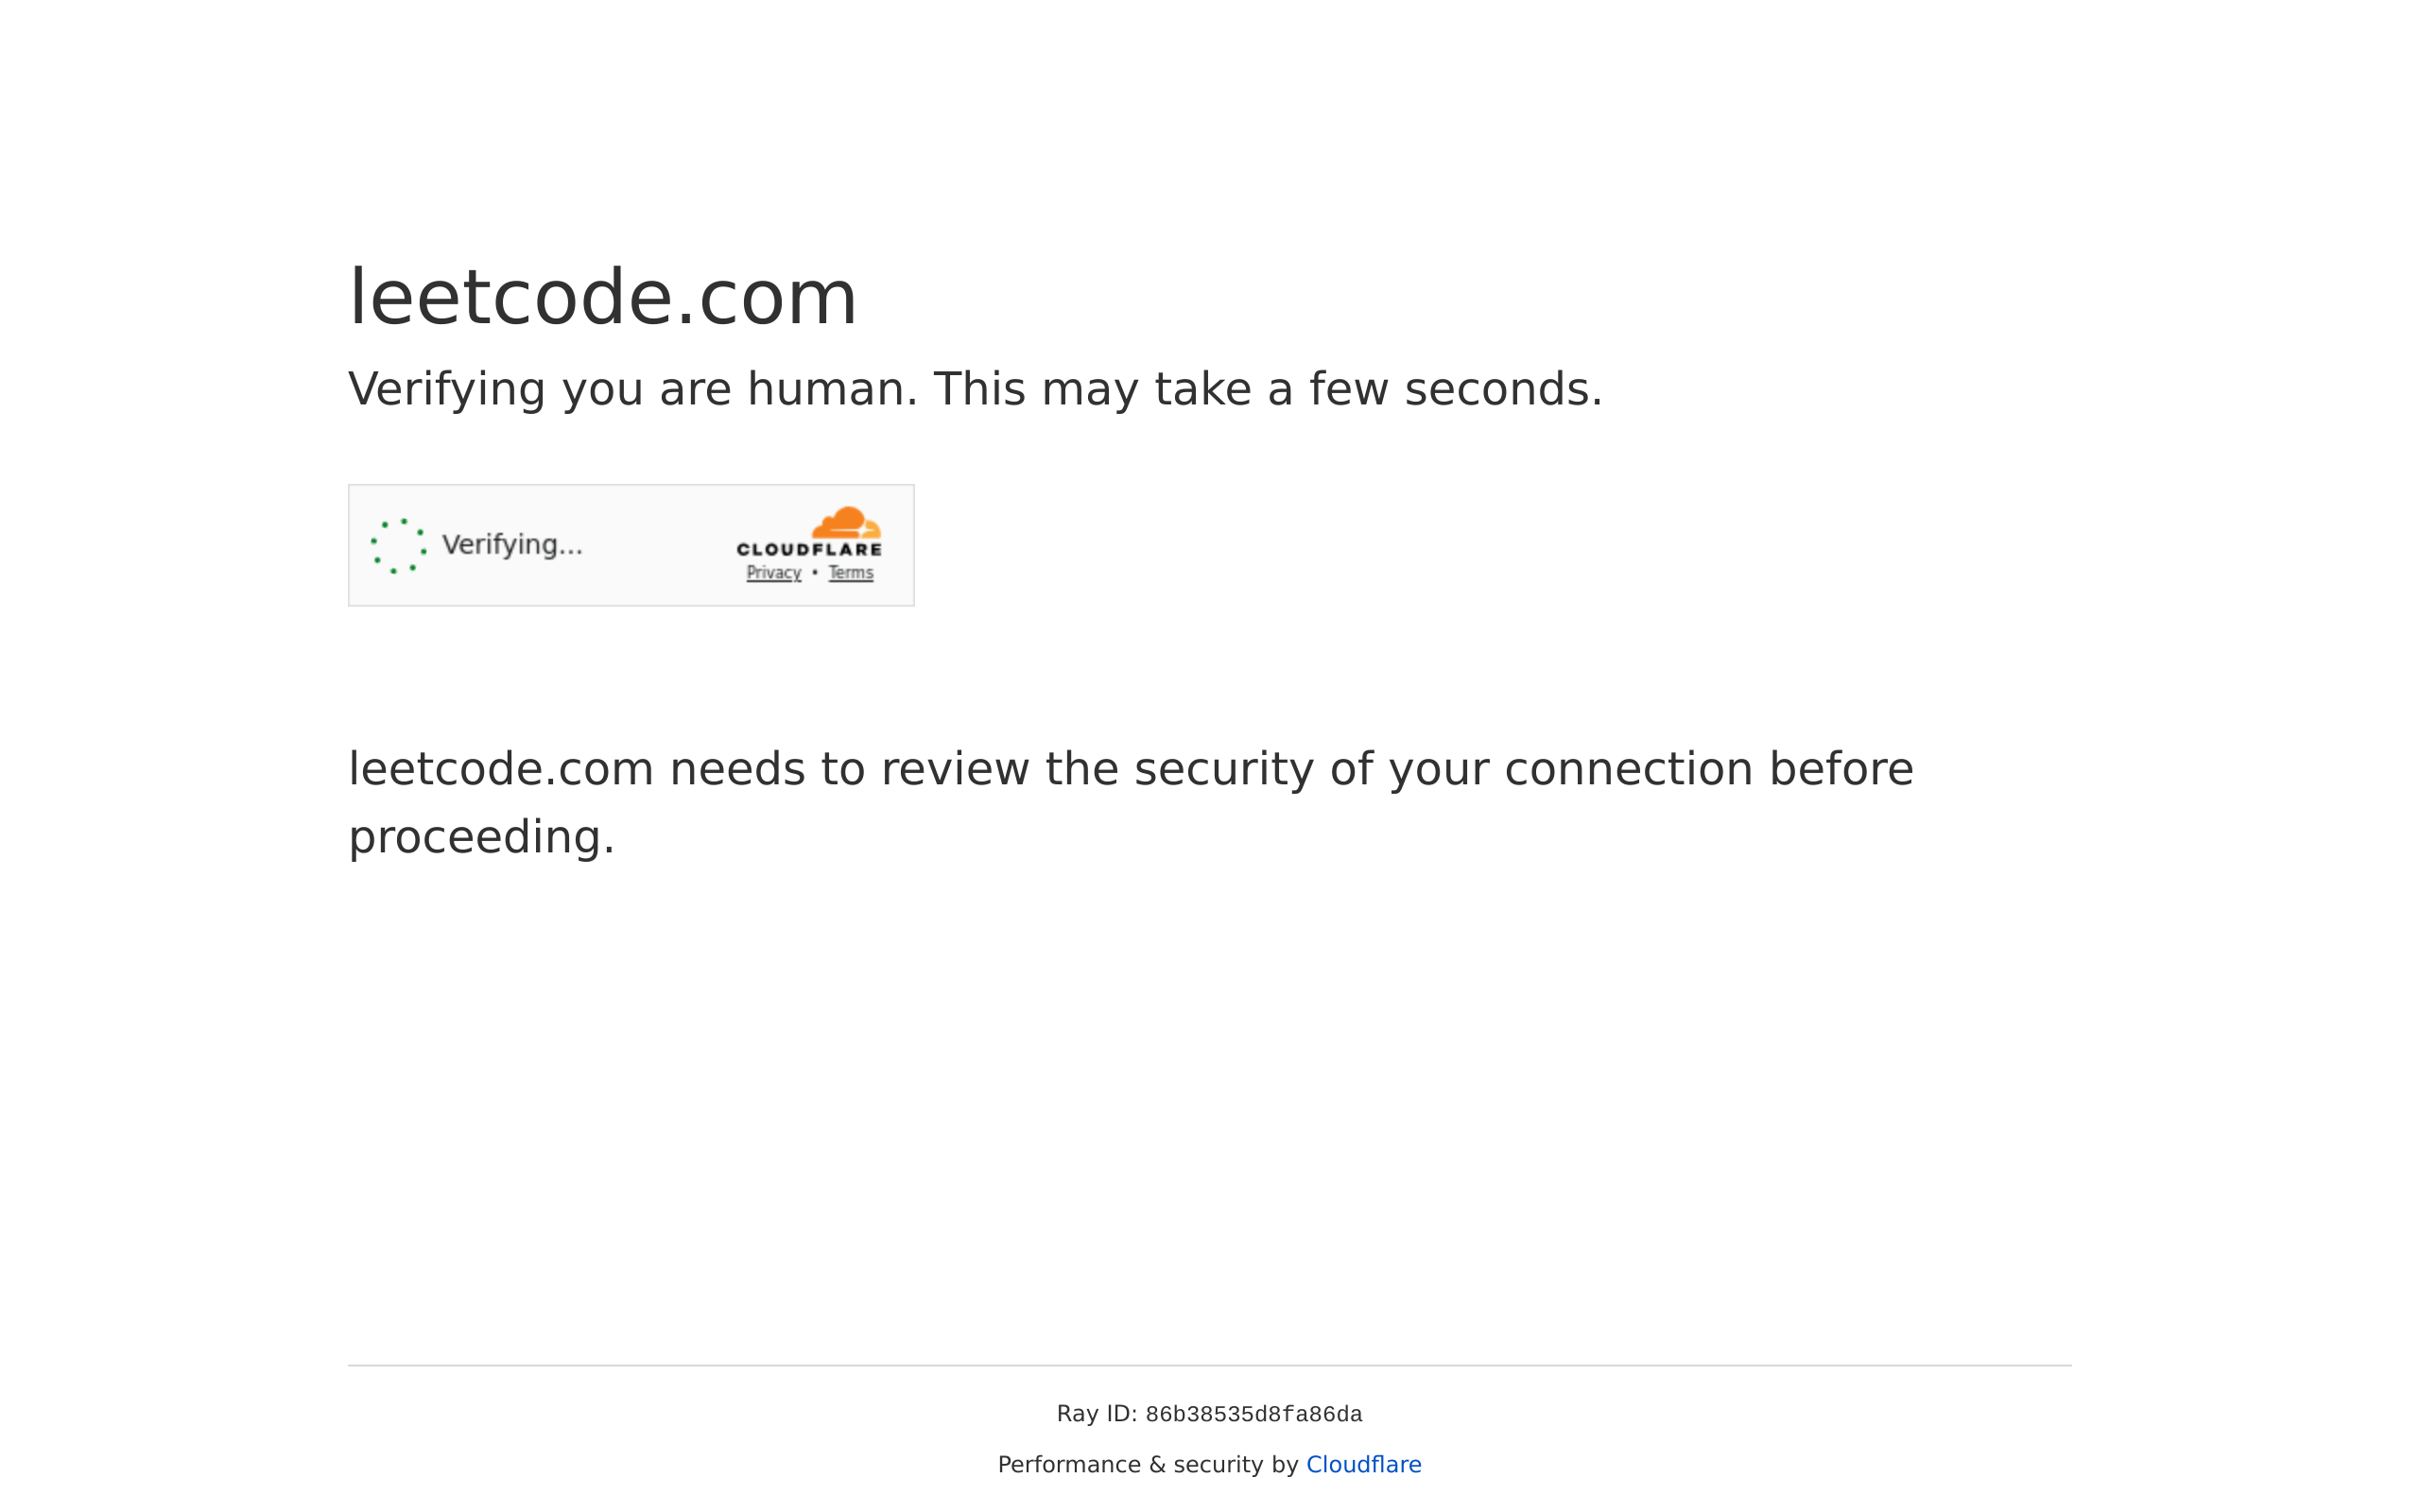 leetcode.com
Verifying you are human. This may take a few seconds.
Verifying...
CLOUDFLARE
Privacy • Terms
leetcode.com needs to review the security of your connection before
proceeding.
Ray ID: 86b38535d8fa86da
Performance & security by Cloudflare